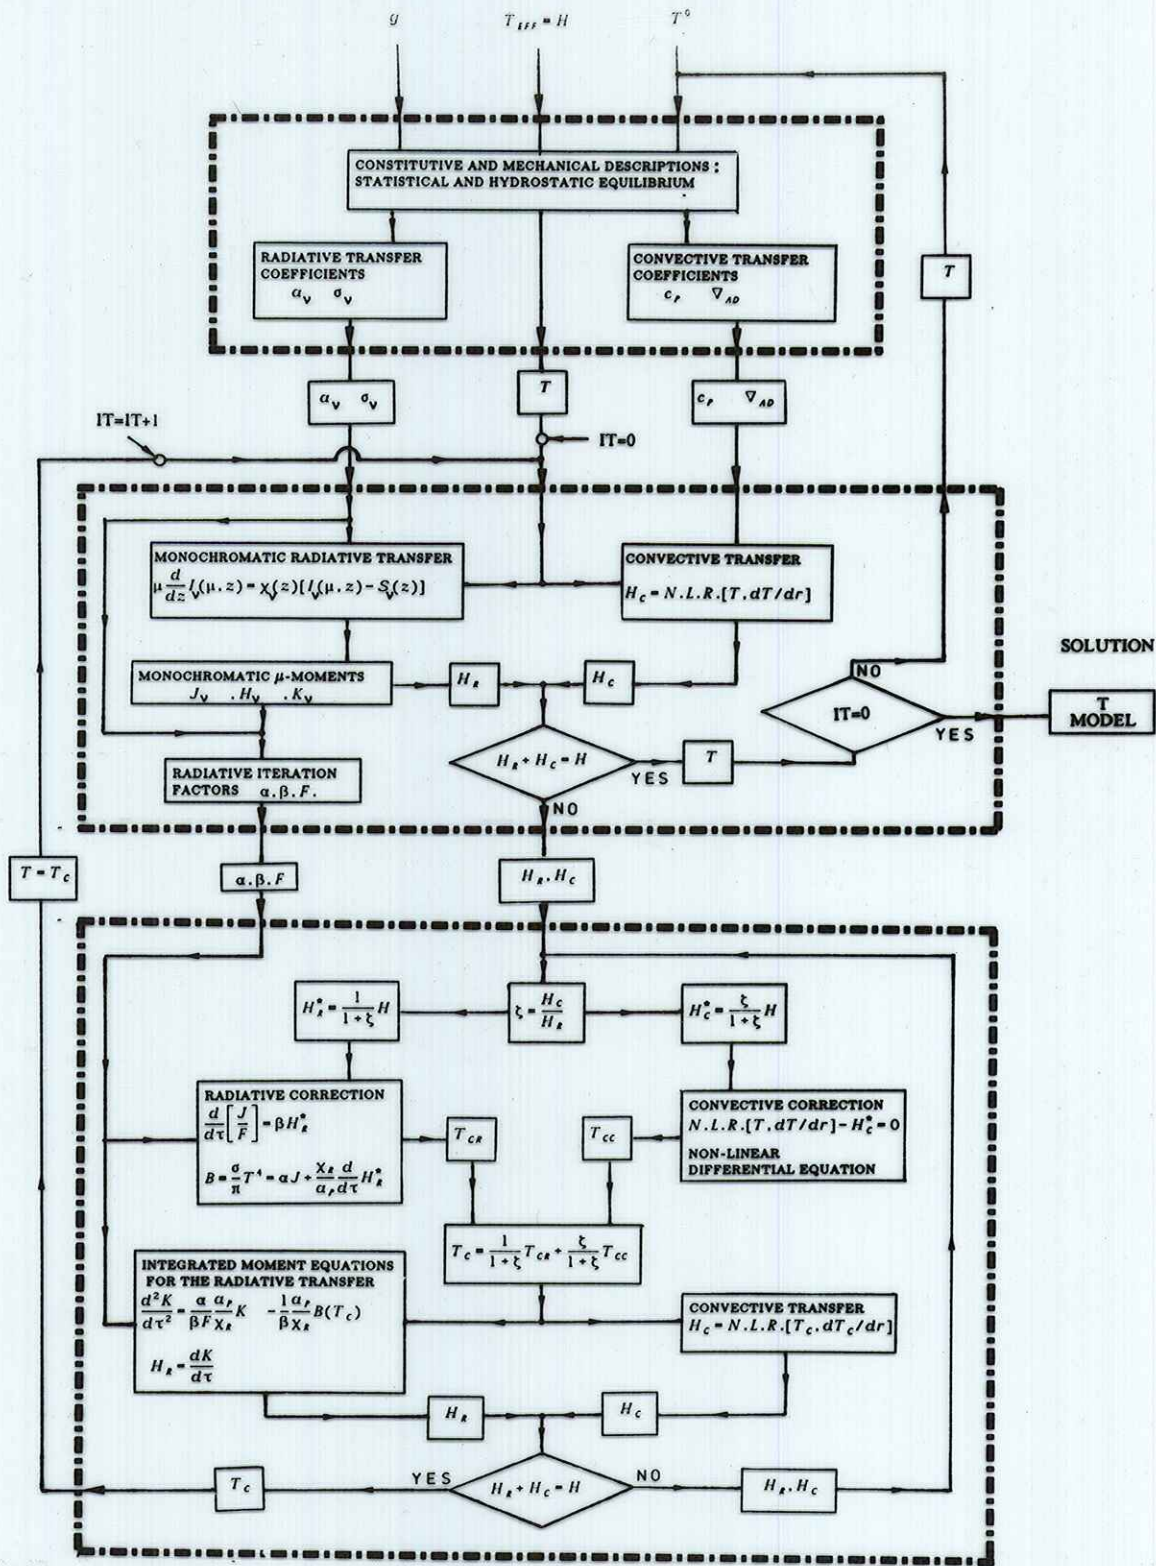 g
T_eff = H
T°
CONSTITUTIVE AND MECHANICAL DESCRIPTIONS :
STATISTICAL AND HYDROSTATIC EQUILIBRIUM
RADIATIVE TRANSFER
COEFFICIENTS
α_ν σ_ν
CONVECTIVE TRANSFER
COEFFICIENTS
c_P ∇_AD
T
α_ν σ_ν
T
c_P ∇_AD
IT=IT+1
IT=0
MONOCHROMATIC RADIATIVE TRANSFER
μ d/dz I_ν(μ,z) = χ_ν(z)[I_ν(μ,z) − S_ν(z)]
CONVECTIVE TRANSFER
H_C = N.L.R.[T,dT/dr]
NO
SOLUTION
MONOCHROMATIC μ-MOMENTS
J_ν . H_ν . K_ν
H_R
H_C
IT=0
YES
T
MODEL
RADIATIVE ITERATION
FACTORS α.β.F.
H_R + H_C = H
YES
T
NO
T = T_C
α.β.F
H_R . H_C
H*_R = 1/(1+ζ) H
ζ = H_C/H_R
H*_C = ζ/(1+ζ) H
RADIATIVE CORRECTION
d/dτ [J/F] = βH*_R
B = σ/π T⁴ = αJ + χ_R/α_P d/dτ H*_R
T_CR
T_CC
CONVECTIVE CORRECTION
N.L.R.[T,dT/dr] − H*_C = 0
NON-LINEAR
DIFFERENTIAL EQUATION
T_C = 1/(1+ζ) T_CR + ζ/(1+ζ) T_CC
INTEGRATED MOMENT EQUATIONS
FOR THE RADIATIVE TRANSFER
d²K/dτ² = α/βF α_P/χ_R K − 1/β α_P/χ_R B(T_C)
H_R = dK/dτ
CONVECTIVE TRANSFER
H_C = N.L.R.[T_C,dT_C/dr]
H_R
H_C
T_C
YES
H_R + H_C = H
NO
H_R . H_C